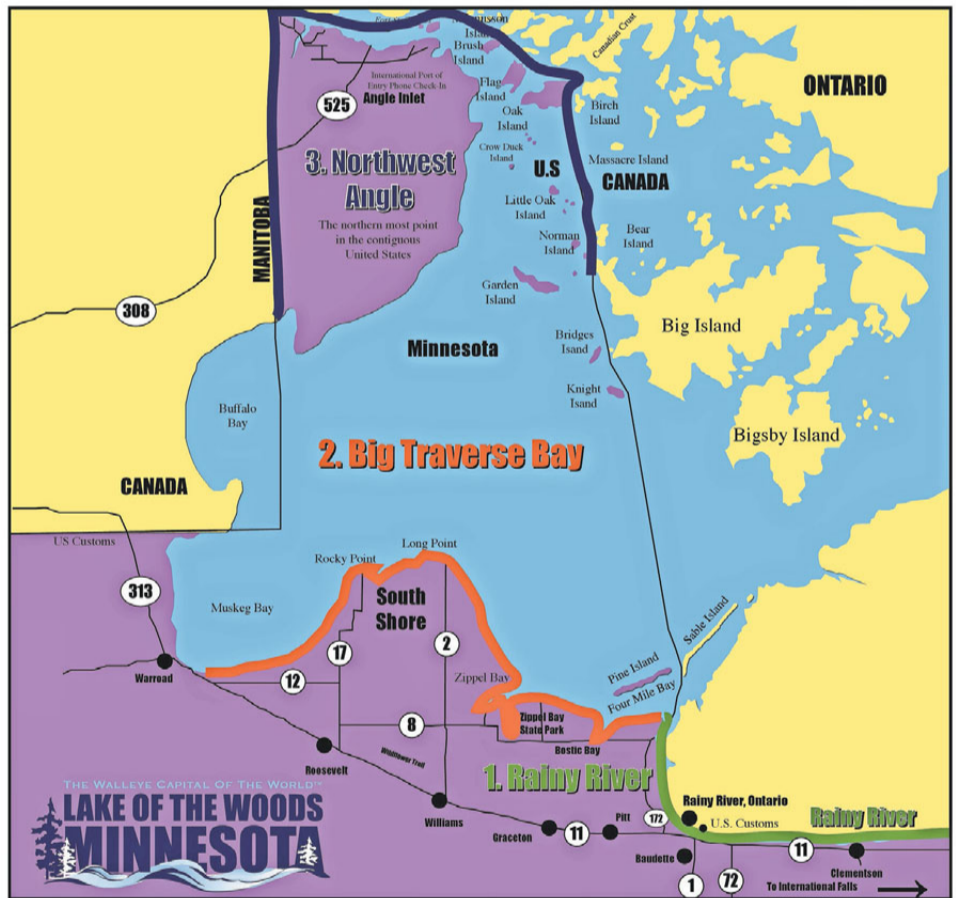 Island
Brush
Island
Canadian Crust
International Port of
Entry Phone Check-In
Angle Inlet
525
Flag
Island
ONTARIO
Oak
Island
Birch
Island
3. Northwest
Angle
The northern most point
in the contignons
United States
Crow Duck
Island
U.S
Massacre Island
CANADA
MANITOBA
Little Oak
Island
Norman
Island
Bear
Island
Garden
Island
308
Big Island
Minnesota
Bridges
Isand
Knight
Isand
Buffalo
Bay
Bigsby Island
2. Big Traverse Bay
CANADA
US Customs
Rocky Point
Long Point
313
South
Shore
Muskeg Bay
Sable Island
17
2
Warroad
12
Zippel Bay
Pine Island
Four Mile Bay
8
Zippel Bay
State Park
Bostic Bay
Wildflower Trail
Roosevelt
1. Rainy River
THE WALLEYE CAPITAL OF THE WORLD™
LAKE OF THE WOODS
MINNESOTA
Williams
Graceton
11
Pitt
172
Rainy River, Ontario
U.S. Customs
Rainy River
Baudette
11
Clementson
1
72
To International Falls